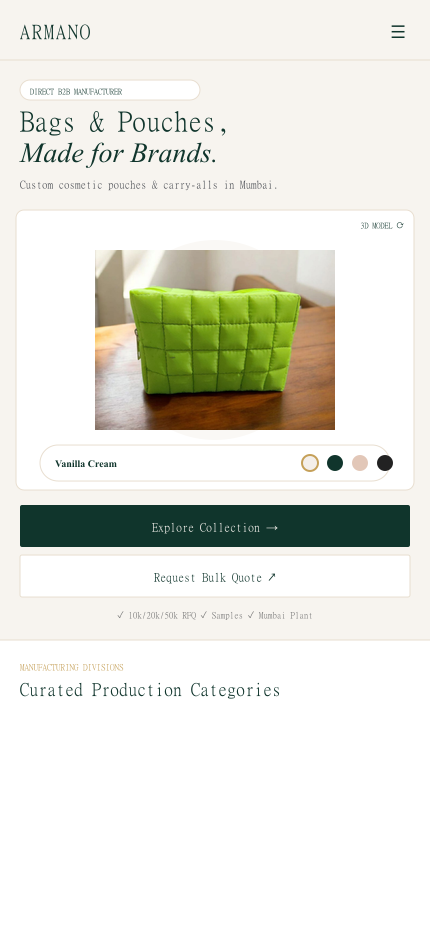 ARMANO
DIRECT B2B MANUFACTURER
Bags & Pouches,
Made for Brands.
Custom cosmetic pouches & carry-alls in Mumbai.
3D MODEL ⟳
Vanilla Cream
Explore Collection →
Request Bulk Quote ↗
✓ 10k/20k/50k RFQ ✓ Samples ✓ Mumbai Plant
MANUFACTURING DIVISIONS
Curated Production Categories